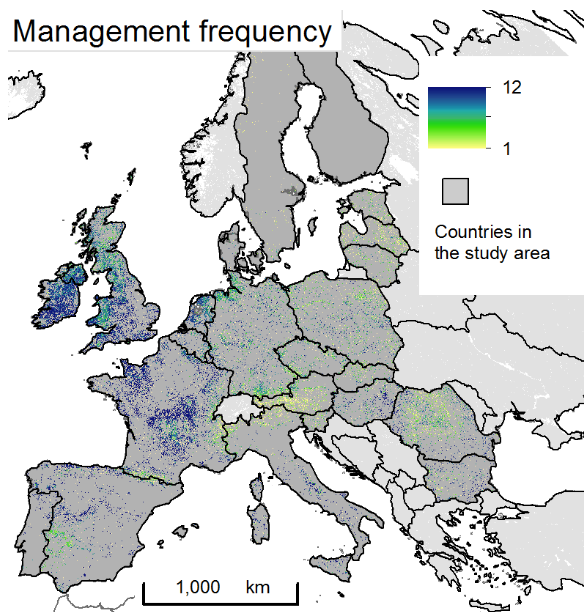 Management frequency
12
1
Countries in
the study area
1,000 km